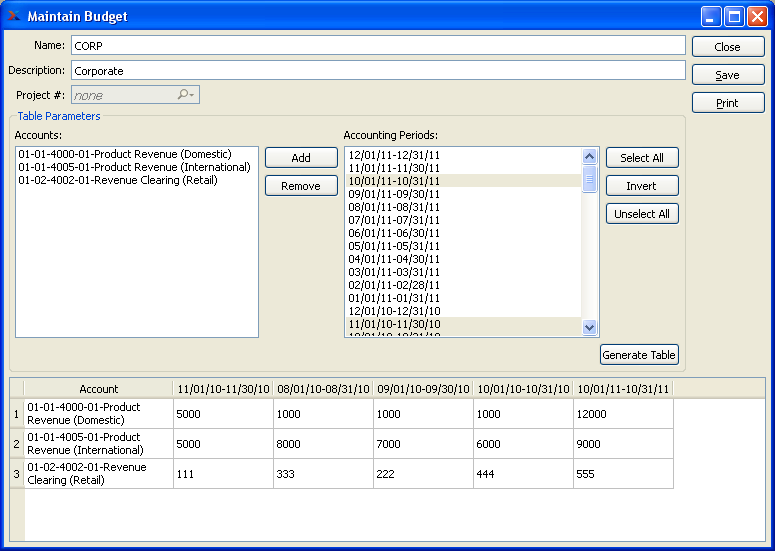 Maintain Budget
Name: CORP
Close
Description: Corporate
Save
Project #: none
Print
Table Parameters
Accounts:
Accounting Periods:
01-01-4000-01-Product Revenue (Domestic)
01-01-4005-01-Product Revenue (International)
01-02-4002-01-Revenue Clearing (Retail)
Add
Remove
12/01/11-12/31/11
11/01/11-11/30/11
10/01/11-10/31/11
09/01/11-09/30/11
08/01/11-08/31/11
07/01/11-07/31/11
06/01/11-06/30/11
05/01/11-05/31/11
04/01/11-04/30/11
03/01/11-03/31/11
02/01/11-02/28/11
01/01/11-01/31/11
12/01/10-12/31/10
11/01/10-11/30/10
Select All
Invert
Unselect All
Generate Table
Account 11/01/10-11/30/10 08/01/10-08/31/10 09/01/10-09/30/10 10/01/10-10/31/10 10/01/11-10/31/11
1 01-01-4000-01-Product Revenue (Domestic) 5000 1000 1000 1000 12000
2 01-01-4005-01-Product Revenue (International) 5000 8000 7000 6000 9000
3 01-02-4002-01-Revenue Clearing (Retail) 111 333 222 444 555